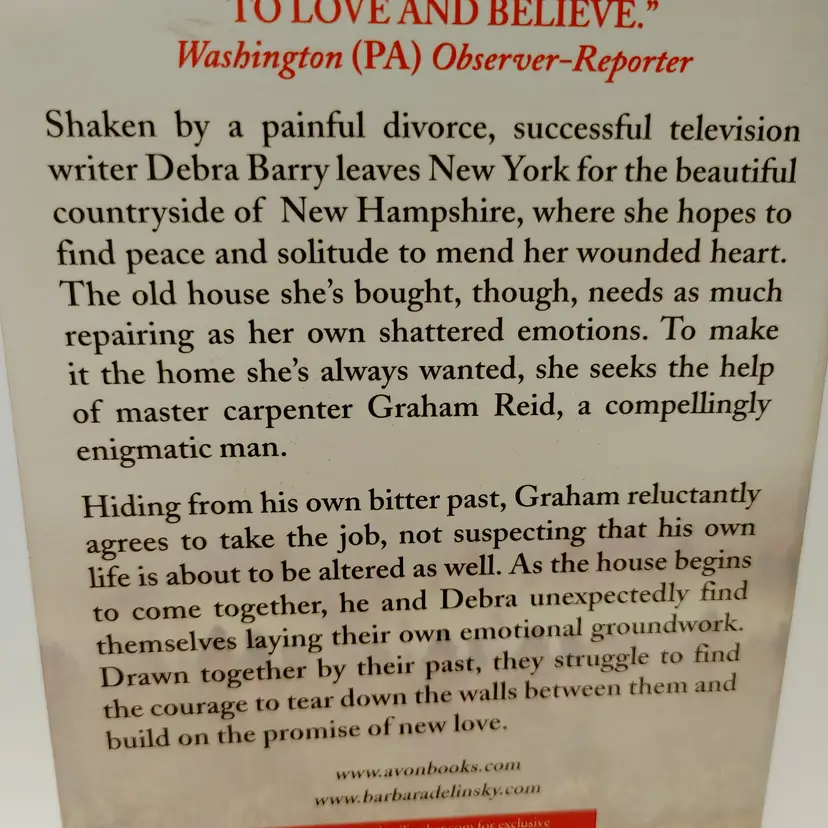 TO LOVE AND BELIEVE."
Washington (PA) Observer-Reporter
Shaken by a painful divorce, successful television
writer Debra Barry leaves New York for the beautiful
countryside of New Hampshire, where she hopes to
find peace and solitude to mend her wounded heart.
The old house she's bought, though, needs as much
repairing as her own shattered emotions. To make
it the home she's always wanted, she seeks the help
of master carpenter Graham Reid, a compellingly
enigmatic man.
Hiding from his own bitter past, Graham reluctantly
agrees to take the job, not suspecting that his own
life is about to be altered as well. As the house begins
to come together, he and Debra unexpectedly find
themselves laying their own emotional groundwork.
Drawn together by their past, they struggle to find
the courage to tear down the walls between them and
build on the promise of new love.
www.avonbooks.com
www.barbaradelinsky.com
for exclusive